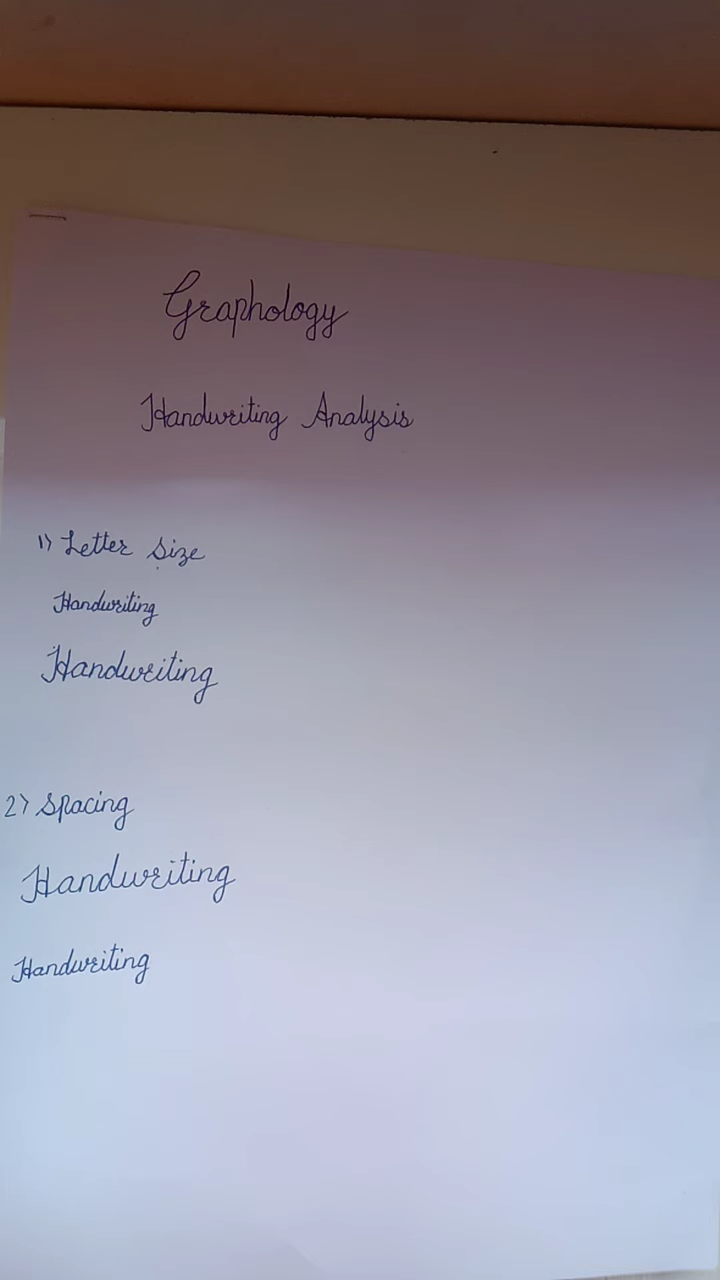 Graphology
Handwriting Analysis
1) Letter Size
Handwriting
Handwriting
2) Spacing
Handwriting
Handwriting